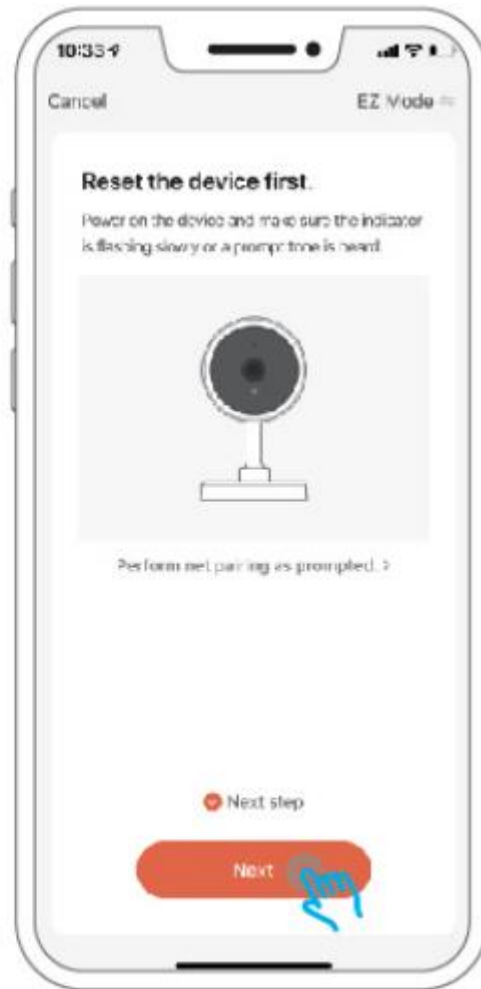 10:33
Cancel
EZ Mode
Reset the device first.
Power on the device and make sure the indicator
is flashing slowly or a prompt tone is heard.
Perform net pairing as prompted. >
Next step
Next